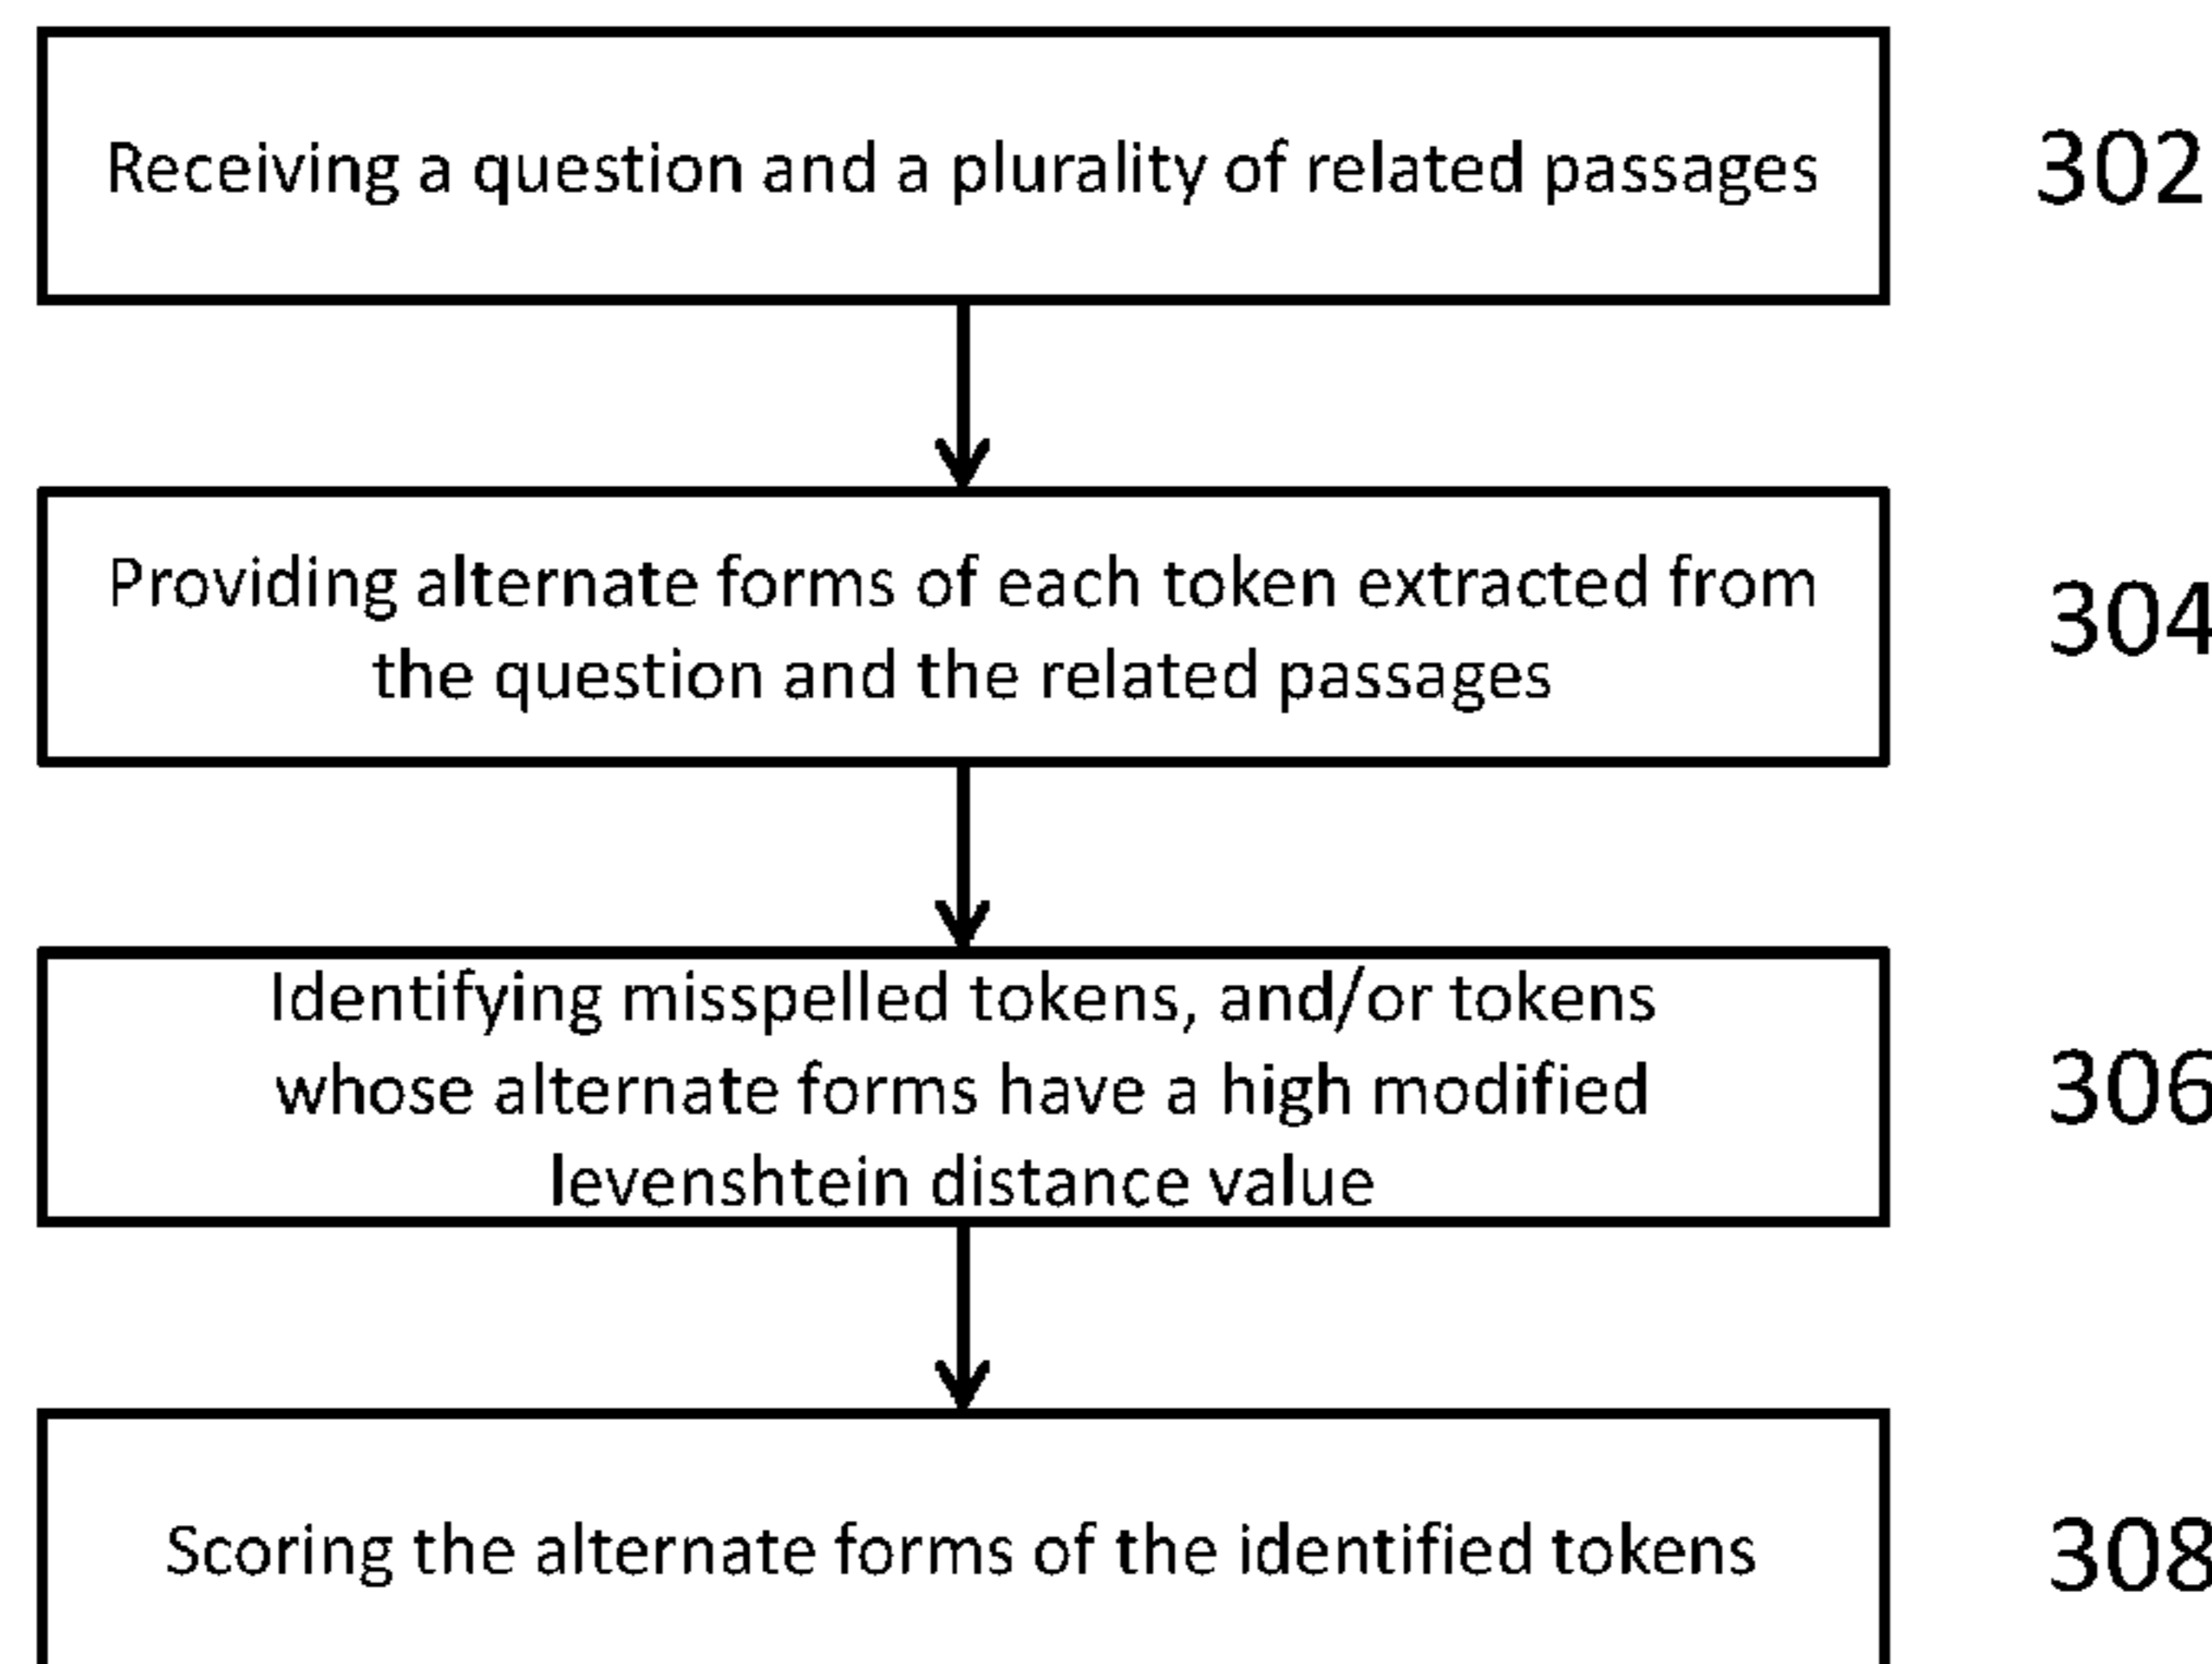 Receiving a question and a plurality of related passages
302
Providing alternate forms of each token extracted from
the question and the related passages
304
Identifying misspelled tokens, and/or tokens
whose alternate forms have a high modified
levenshtein distance value
306
Scoring the alternate forms of the identified tokens
308